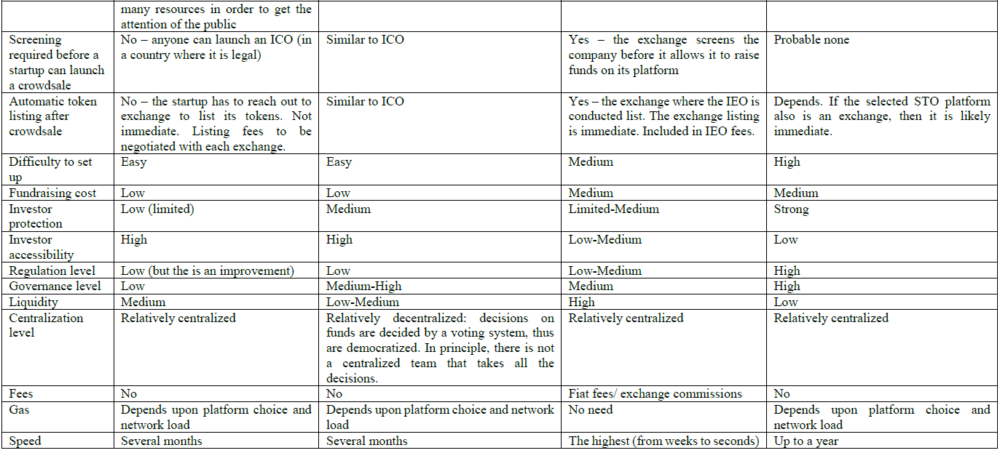 many resources in order to get the
attention of the public
Screening
required before a
startup can launch
a crowdsale
No – anyone can launch an ICO (in
a country where it is legal)
Similar to ICO
Yes – the exchange screens the
company before it allows it to raise
funds on its platform
Probable none
Automatic token
listing after
crowdsale
No – the startup has to reach out to
exchange to list its tokens. Not
immediate. Listing fees to be
negotiated with each exchange.
Similar to ICO
Yes – the exchange where the IEO is
conducted list. The exchange listing
is immediate. Included in IEO fees.
Depends. If the selected STO platform
also is an exchange, then it is likely
immediate.
Difficulty to set
up
Easy
Easy
Medium
High
Fundraising cost
Low
Low
Medium
Medium
Investor
protection
Low (limited)
Medium
Limited-Medium
Strong
Investor
accessibility
High
High
Low-Medium
Low
Regulation level
Low (but the is an improvement)
Low
Low-Medium
High
Governance level
Low
Medium-High
Medium
High
Liquidity
Medium
Low-Medium
High
Low
Centralization
level
Relatively centralized
Relatively decentralized: decisions on
funds are decided by a voting system, thus
are democratized. In principle, there is not
a centralized team that takes all the
decisions.
Relatively centralized
Relatively centralized
Fees
No
No
Fiat fees/ exchange commissions
No
Gas
Depends upon platform choice and
network load
Depends upon platform choice and network
load
No need
Depends upon platform choice and
network load
Speed
Several months
Several months
The highest (from weeks to seconds)
Up to a year